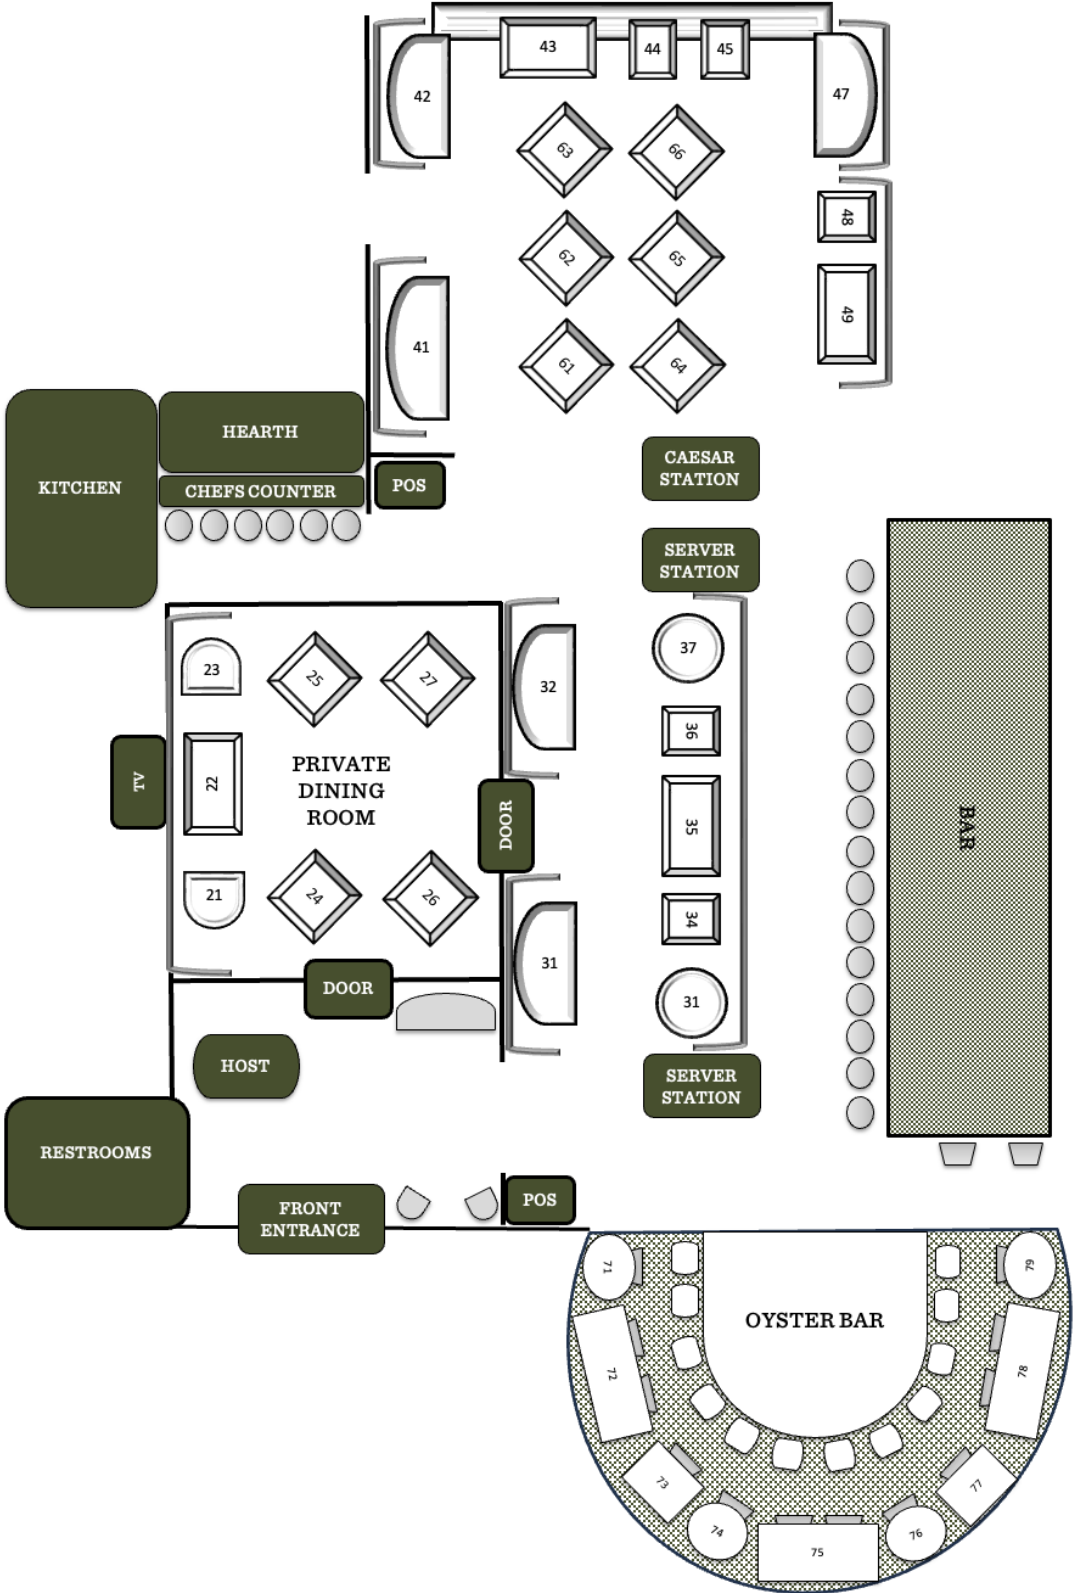 43
44
45
42
47
63
66
48
62
65
49
41
61
64
HEARTH
KITCHEN
CHEFS COUNTER
POS
CAESAR
STATION
SERVER
STATION
23
25
27
32
37
36
TV
22
PRIVATE
DINING
ROOM
DOOR
35
BAR
21
24
26
34
31
31
DOOR
HOST
SERVER
STATION
RESTROOMS
FRONT
ENTRANCE
POS
71
79
OYSTER BAR
72
78
73
77
74
76
75